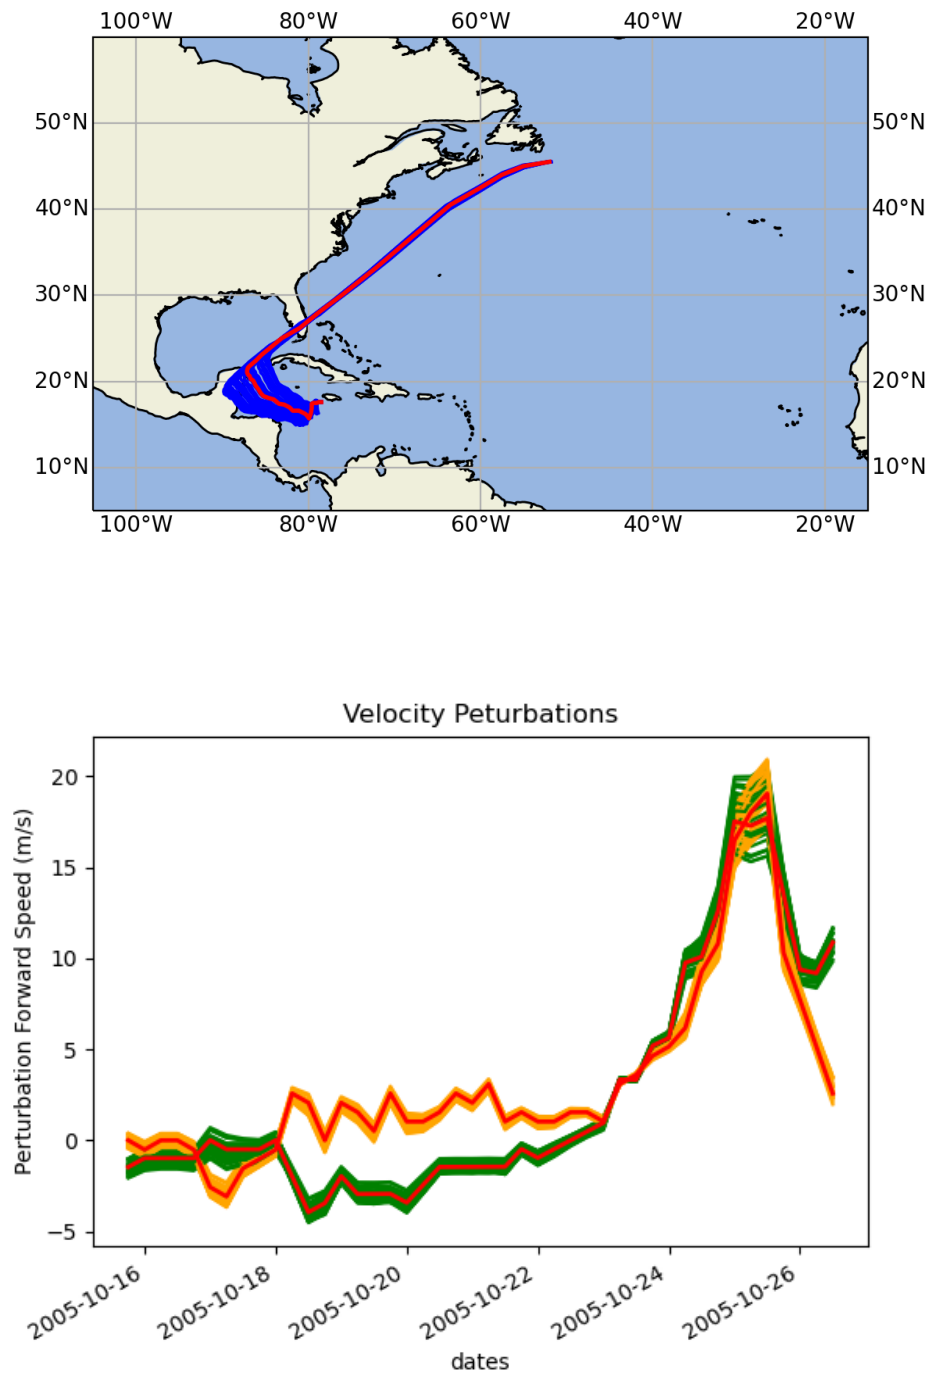 100°W 80°W 60°W 40°W 20°W
50°N 50°N
40°N 40°N
30°N 30°N
20°N 20°N
10°N 10°N
100°W 80°W 60°W 40°W 20°W
Velocity Peturbations
Perturbation Forward Speed (m/s)
20
15
10
5
0
−5
2005-10-16 2005-10-18 2005-10-20 2005-10-22 2005-10-24 2005-10-26
dates